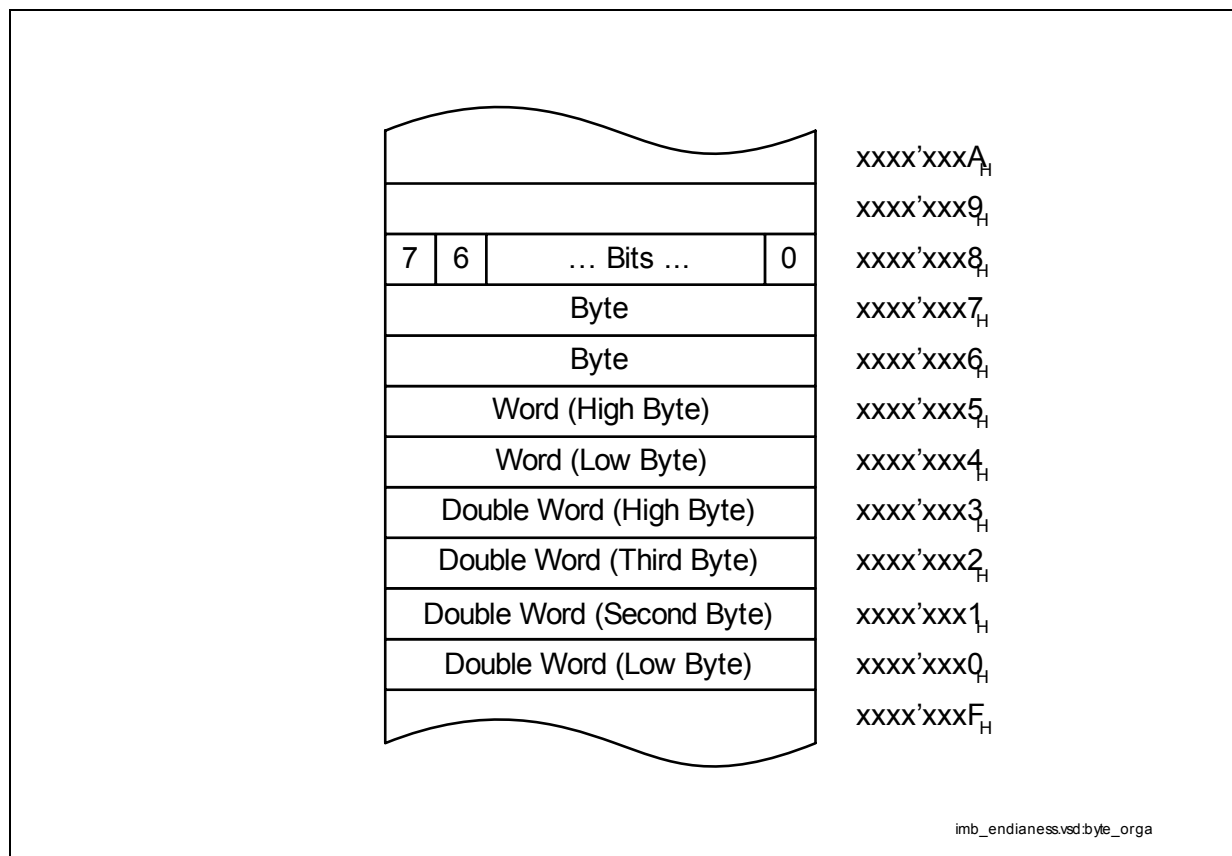 xxxx'xxxA_H
xxxx'xxx9_H
7 6 … Bits … 0 xxxx'xxx8_H
Byte xxxx'xxx7_H
Byte xxxx'xxx6_H
Word (High Byte) xxxx'xxx5_H
Word (Low Byte) xxxx'xxx4_H
Double Word (High Byte) xxxx'xxx3_H
Double Word (Third Byte) xxxx'xxx2_H
Double Word (Second Byte) xxxx'xxx1_H
Double Word (Low Byte) xxxx'xxx0_H
xxxx'xxxF_H
imb_endianess.vsd:byte_orga